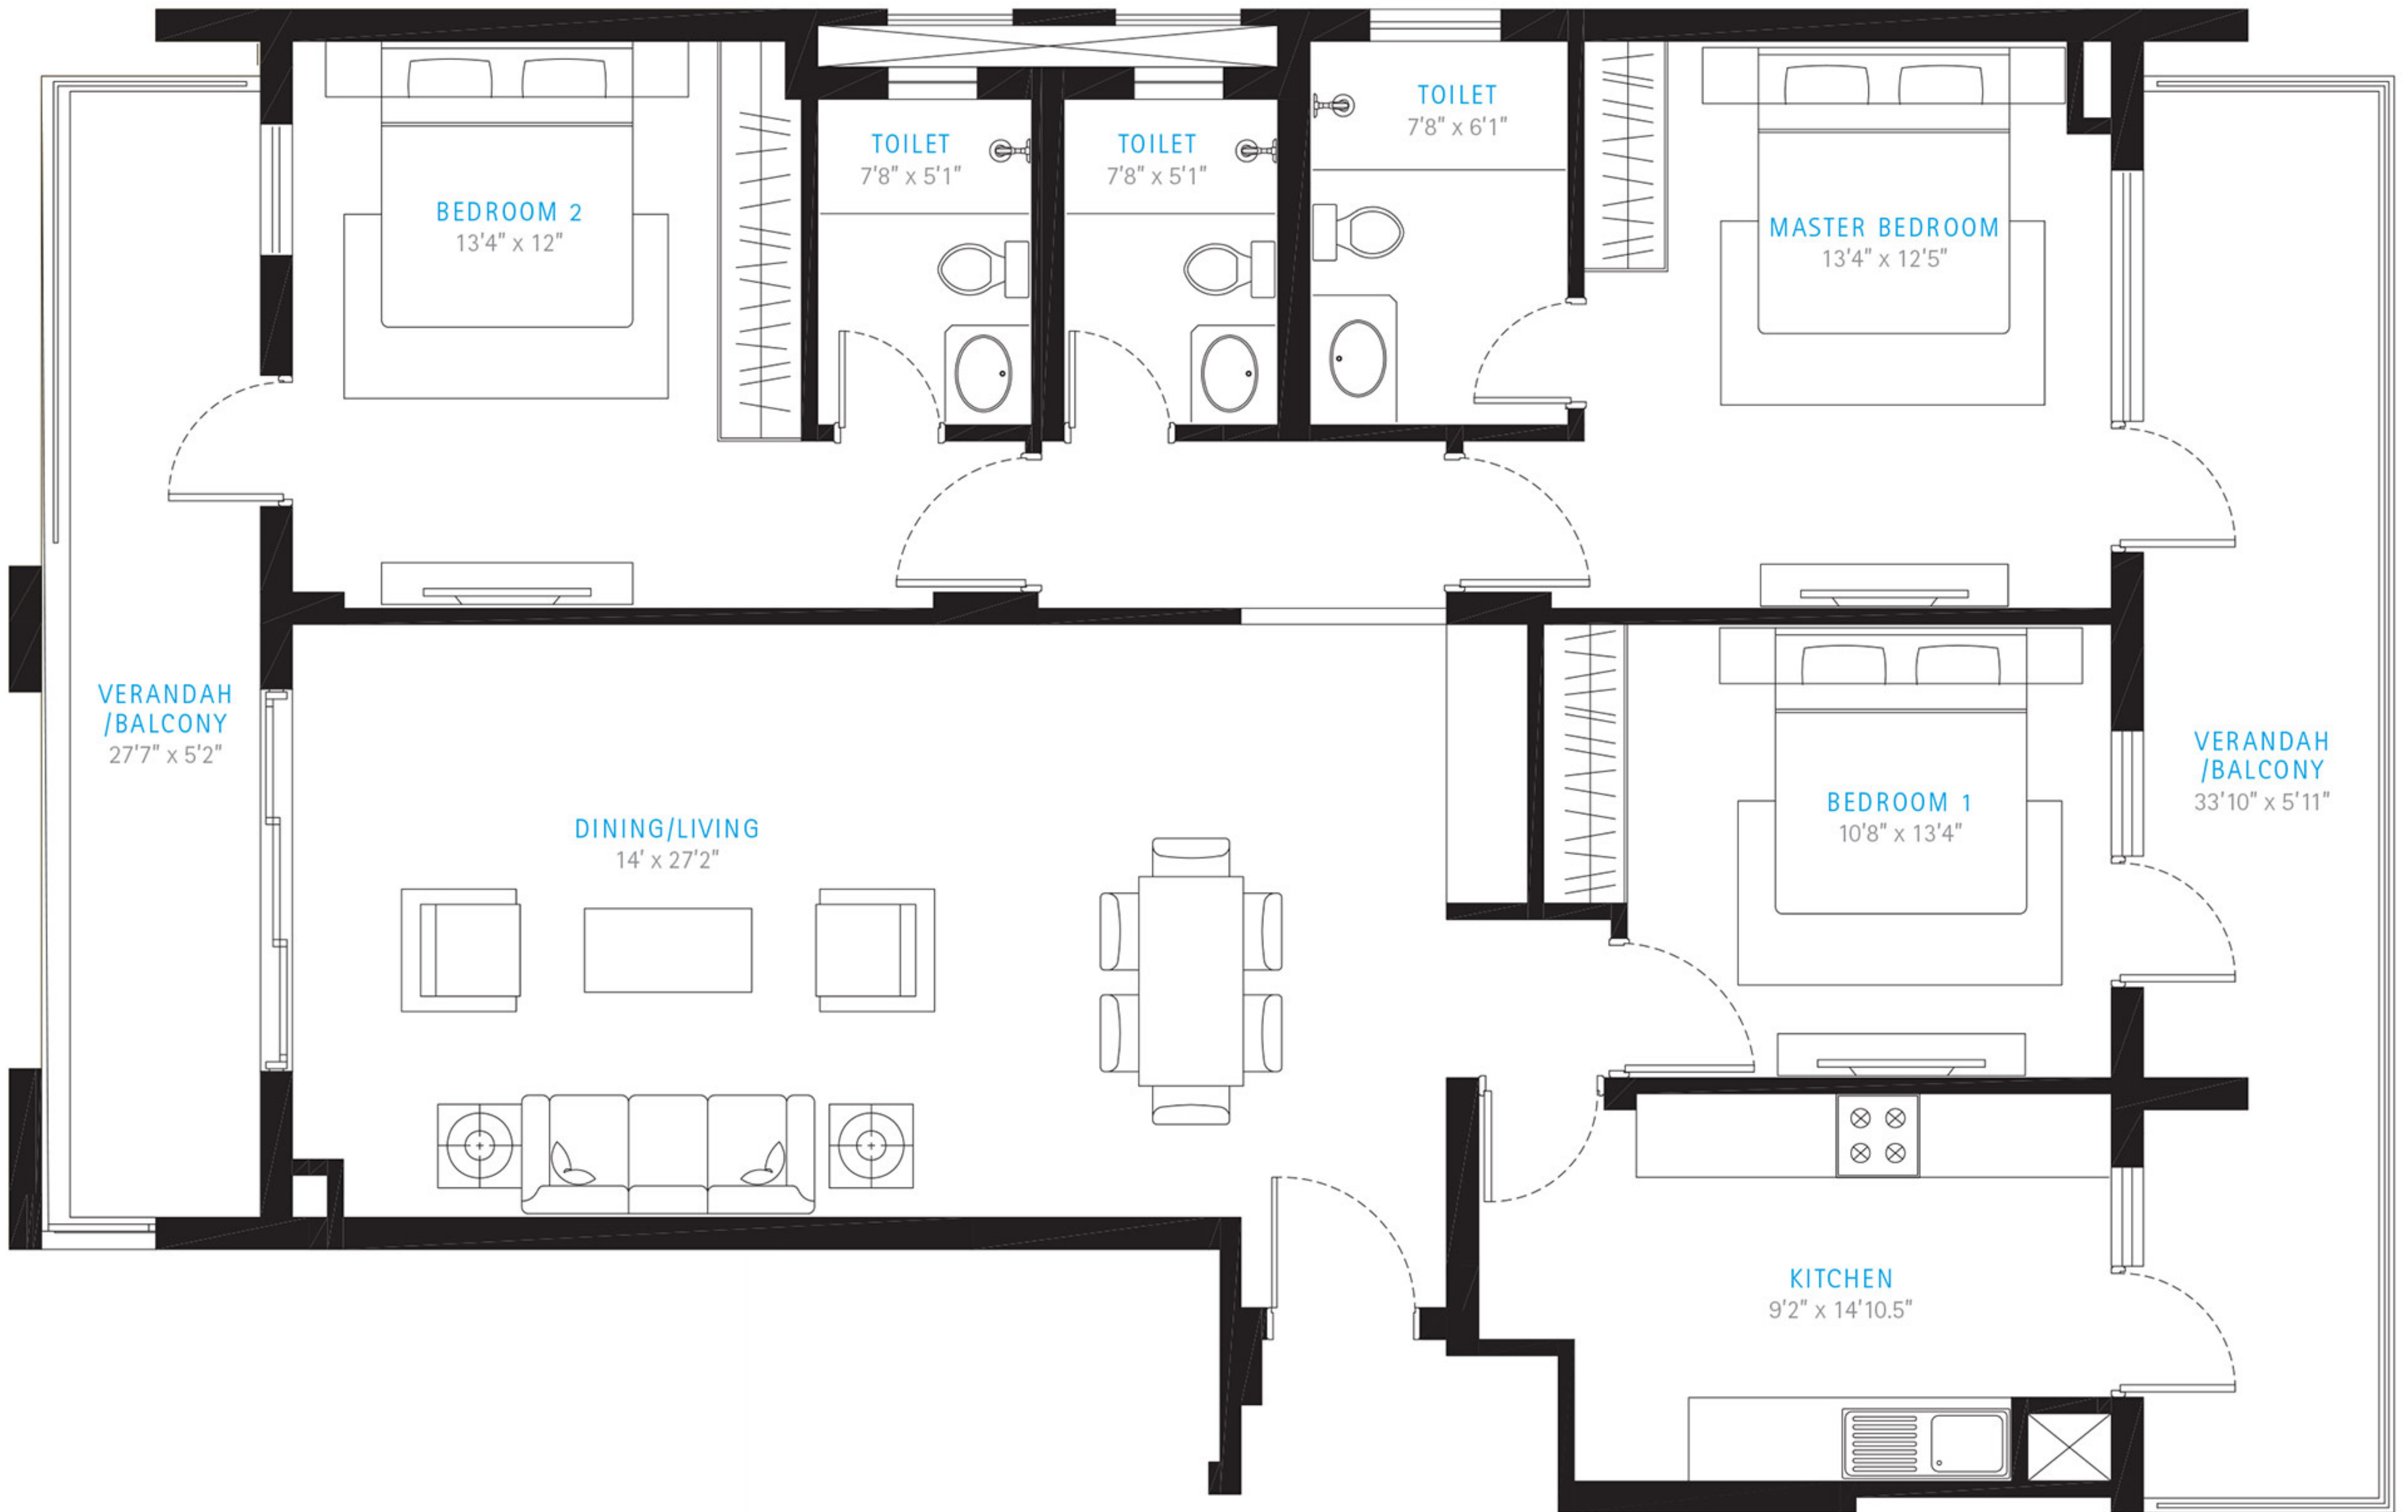 TOILET
7'8" x 6'1"
TOILET
7'8" x 5'1"
TOILET
7'8" x 5'1"
BEDROOM 2
13'4" x 12"
MASTER BEDROOM
13'4" x 12'5"
VERANDAH
/BALCONY
27'7" x 5'2"
VERANDAH
/BALCONY
33'10" x 5'11"
DINING/LIVING
14' x 27'2"
BEDROOM 1
10'8" x 13'4"
KITCHEN
9'2" x 14'10.5"